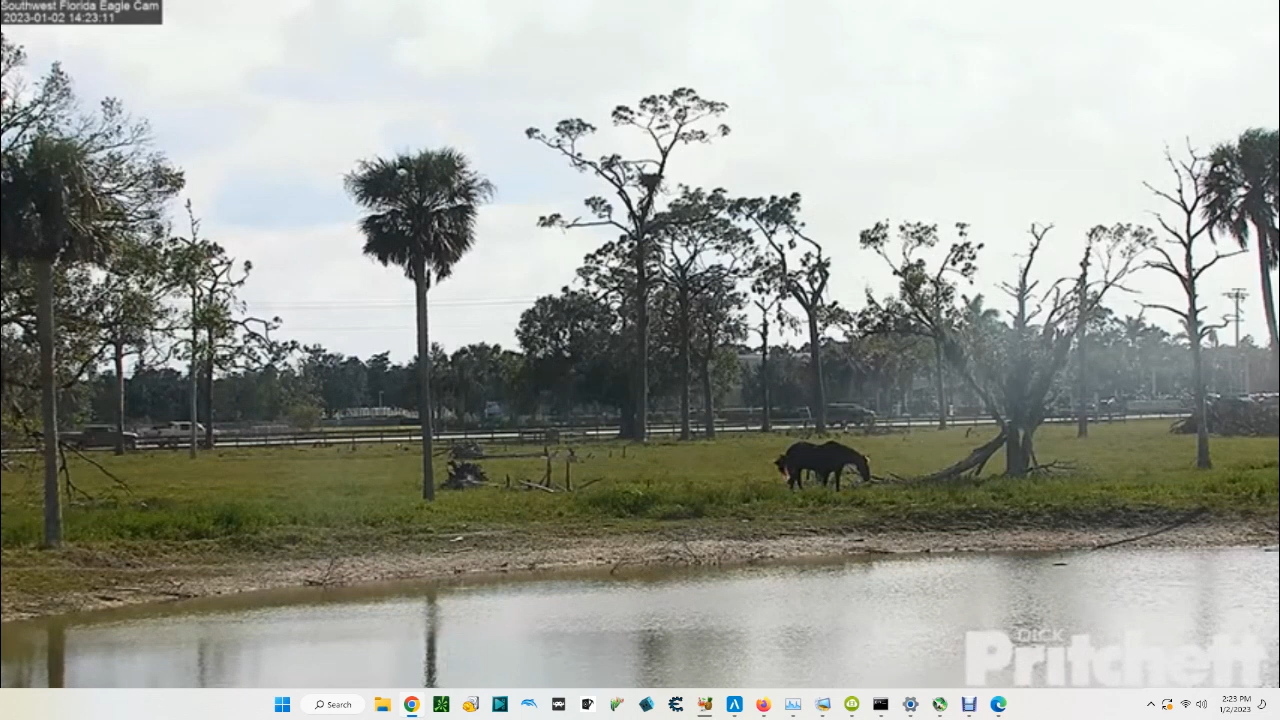 Southwest Florida Eagle Cam
2023-01-02 14:23:11
DICK
Pritchett
Search
2:23 PM
1/2/2023